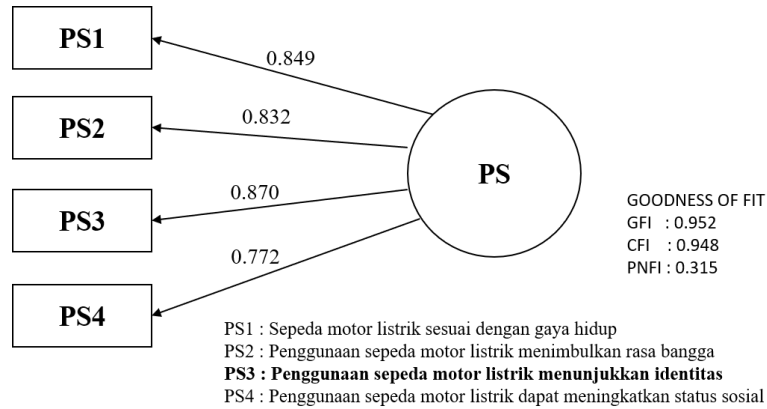 PS1
0.849
PS2
0.832
PS
PS3
0.870
PS4
0.772
GOODNESS OF FIT
GFI : 0.952
CFI : 0.948
PNFI : 0.315
PS1 : Sepeda motor listrik sesuai dengan gaya hidup
PS2 : Penggunaan sepeda motor listrik menimbulkan rasa bangga
PS3 : Penggunaan sepeda motor listrik menunjukkan identitas
PS4 : Penggunaan sepeda motor listrik dapat meningkatkan status sosial